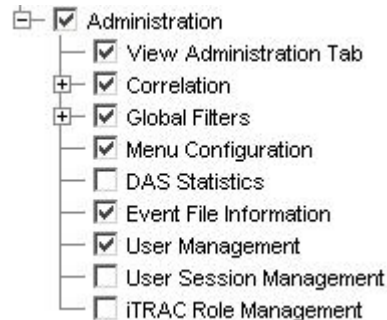 Administration
View Administration Tab
Correlation
Global Filters
Menu Configuration
DAS Statistics
Event File Information
User Management
User Session Management
iTRAC Role Management